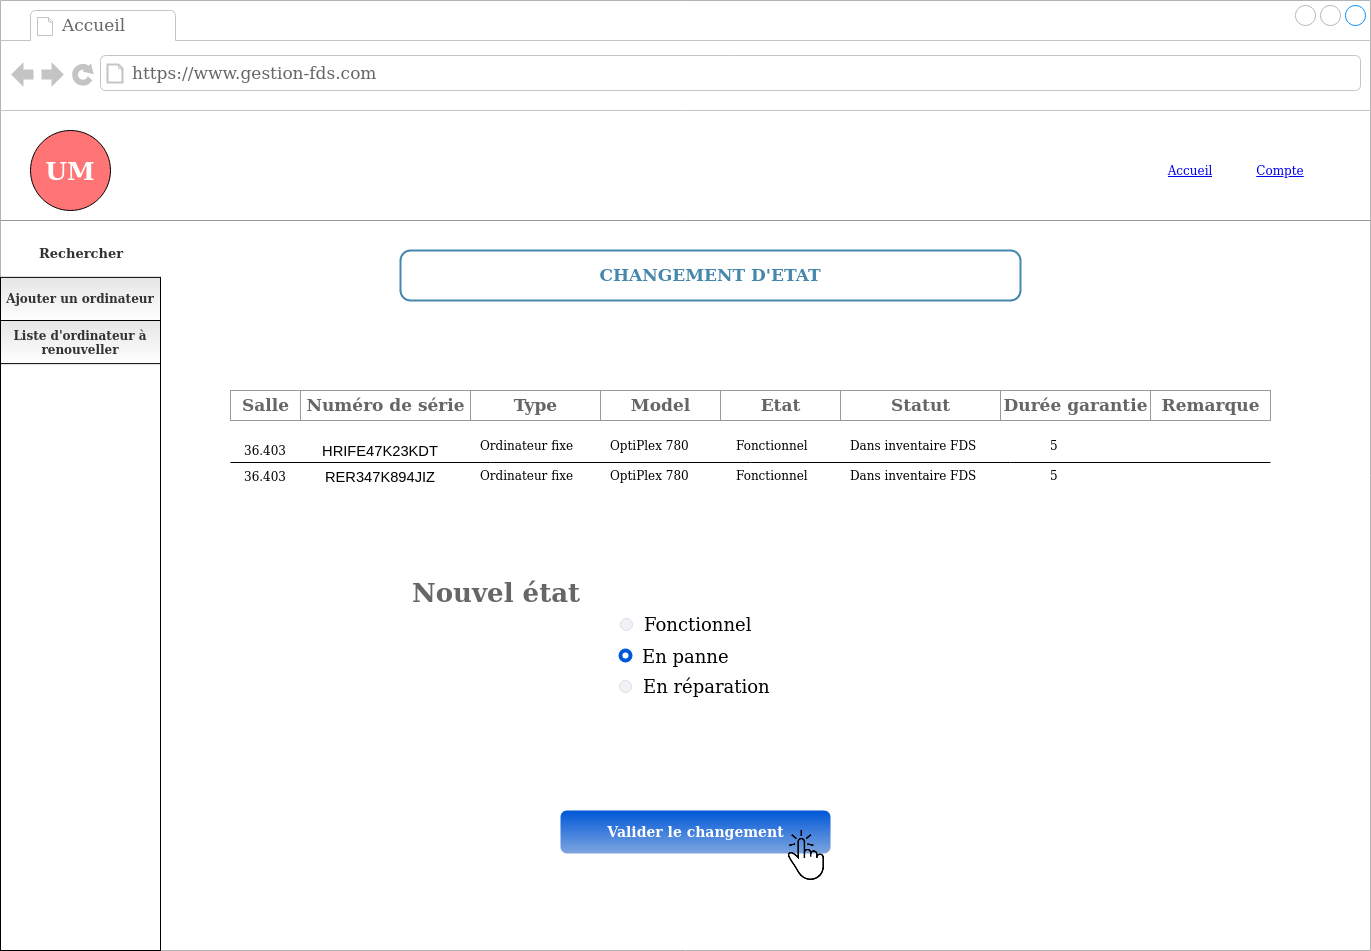 Accueil
https://www.gestion-fds.com
UM
Accueil Compte
Rechercher
Ajouter un ordinateur
Liste d'ordinateur à
renouveller
CHANGEMENT D'ETAT
Salle Numéro de série Type Model Etat Statut Durée garantie Remarque
36.403 HRIFE47K23KDT Ordinateur fixe OptiPlex 780 Fonctionnel Dans inventaire FDS 5
36.403 RER347K894JIZ Ordinateur fixe OptiPlex 780 Fonctionnel Dans inventaire FDS 5
Nouvel état
Fonctionnel
En panne
En réparation
Valider le changement